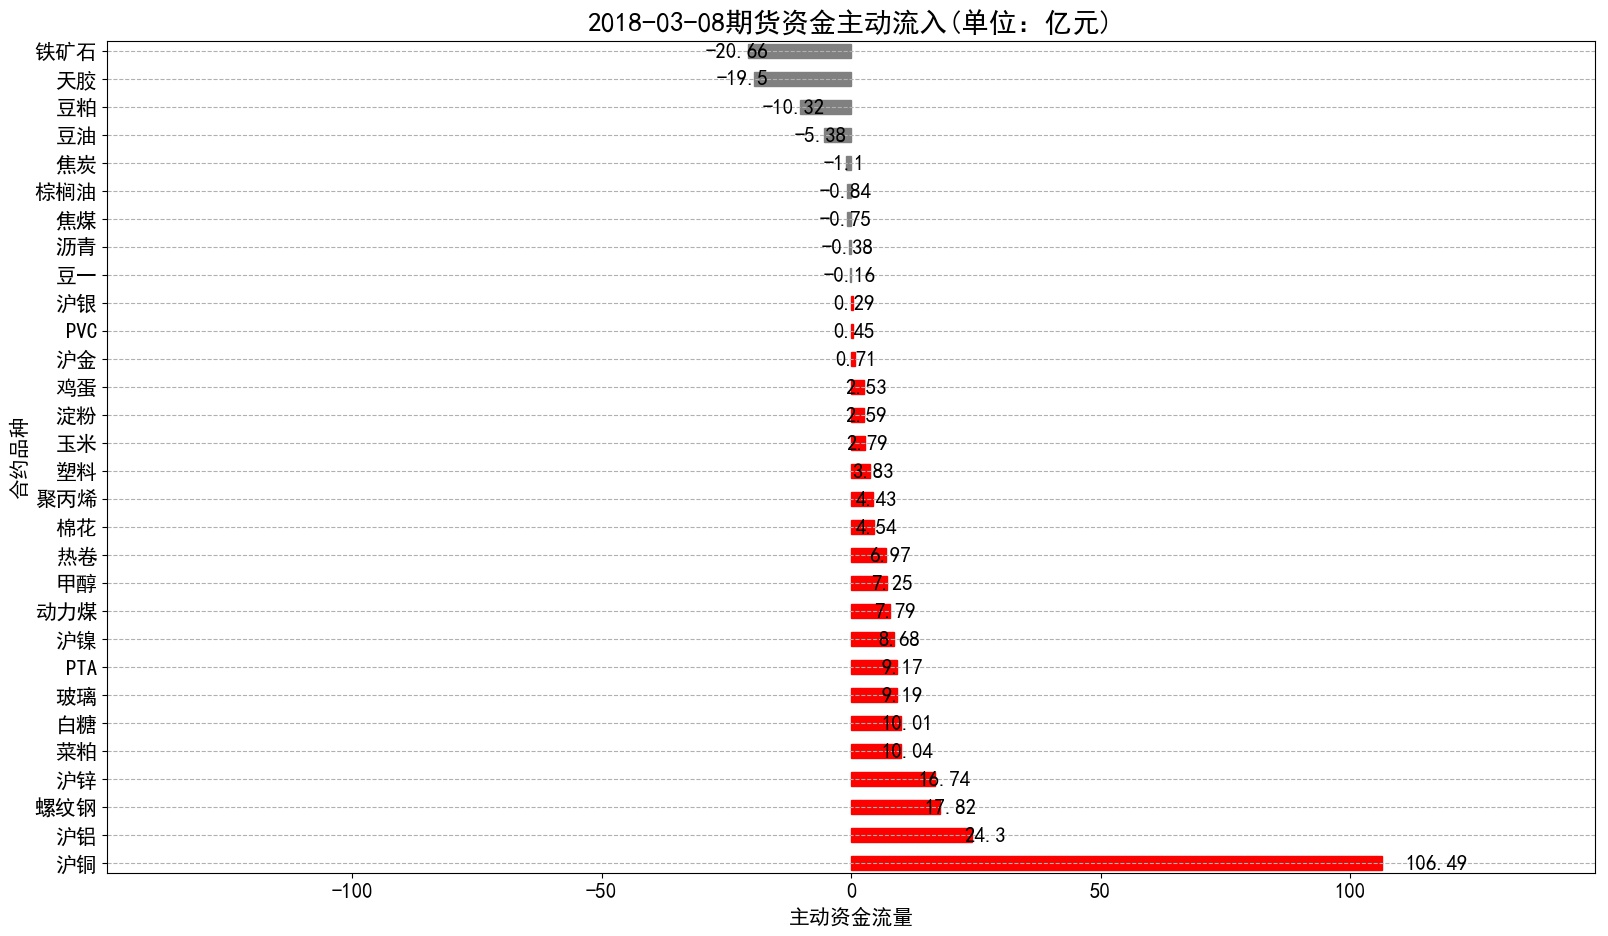 2018-03-08期货资金主动流入(单位：亿元)
铁矿石 -20.66
天胶 -19.5
豆粕 -10.32
豆油 -5.38
焦炭 -1.1
棕榈油 -0.84
焦煤 -0.75
沥青 -0.38
豆一 -0.16
沪银 0.29
PVC 0.45
沪金 0.71
鸡蛋 2.53
淀粉 2.59
玉米 2.79
塑料 3.83
聚丙烯 4.43
棉花 4.54
热卷 6.97
甲醇 7.25
动力煤 7.79
沪镍 8.68
PTA 9.17
玻璃 9.19
白糖 10.01
菜粕 10.04
沪锌 16.74
螺纹钢 17.82
沪铝 24.3
沪铜 106.49
合约品种
-100 -50 0 50 100
主动资金流量